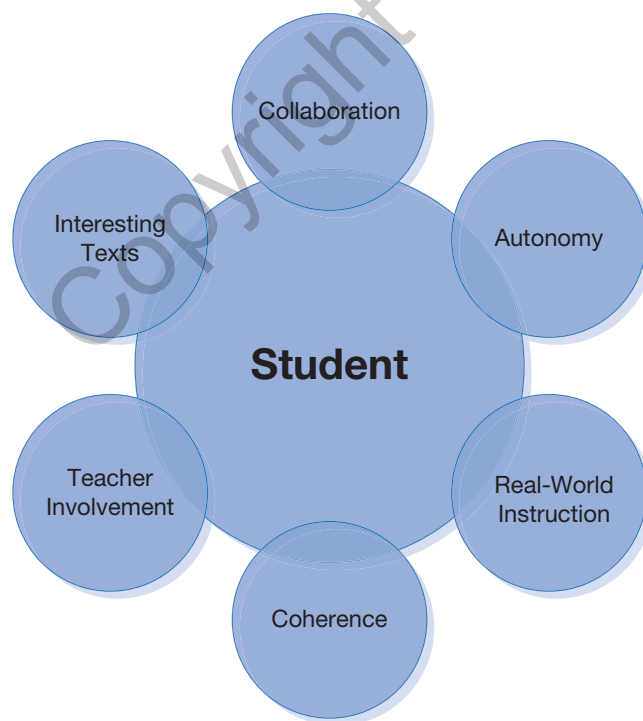 Copyright
Collaboration
Interesting
Texts
Autonomy
Student
Teacher
Involvement
Real-World
Instruction
Coherence